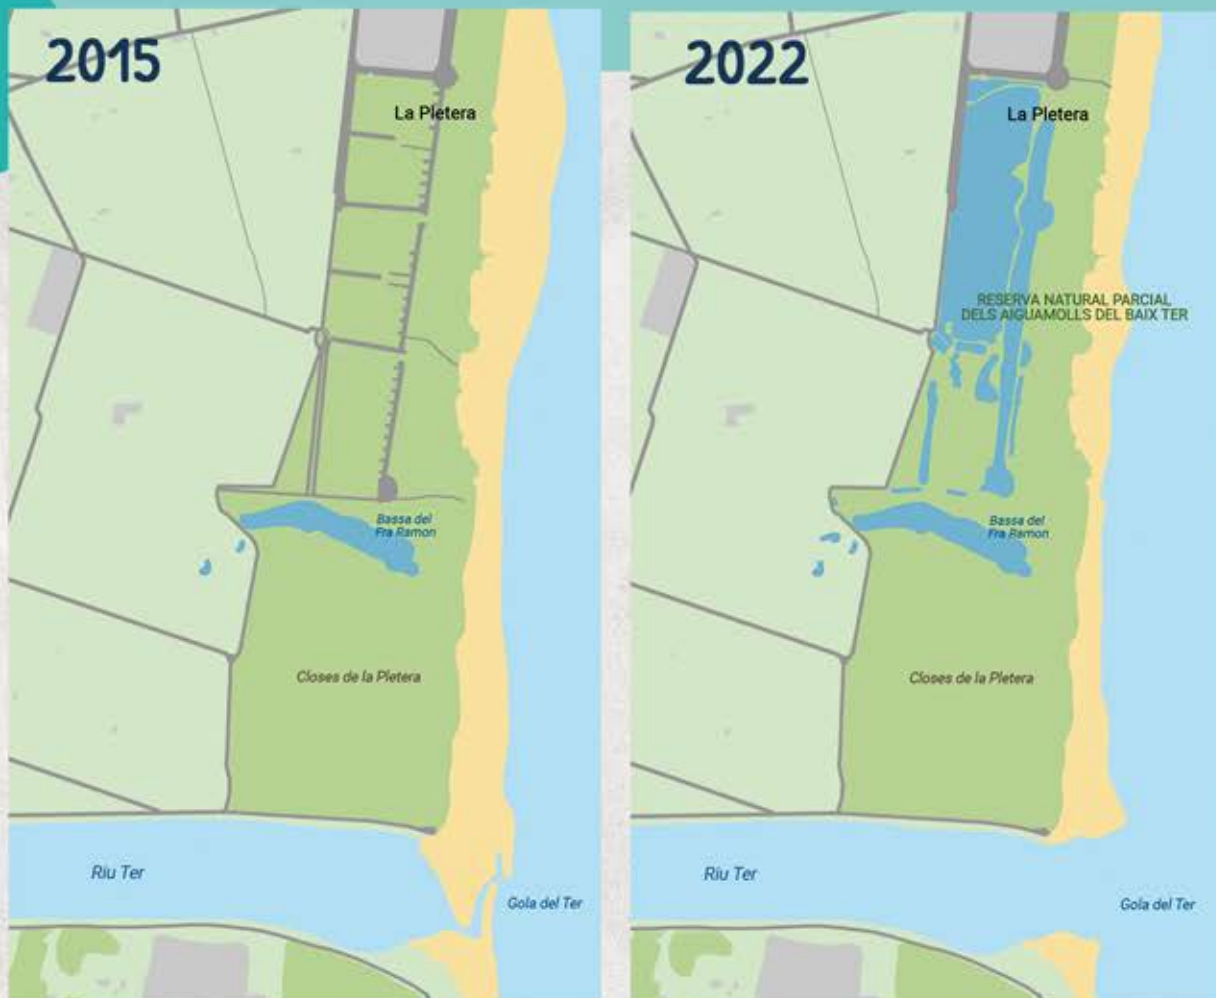 2015
La Pletera
Bassa del
Fra Ramon
Closes de la Pletera
Riu Ter
Gola del Ter
2022
La Pletera
RESERVA NATURAL PARCIAL
DELS AIGUAMOLLS DEL BAIX TER
Bassa del
Fra Ramon
Closes de la Pletera
Riu Ter
Gola del Ter